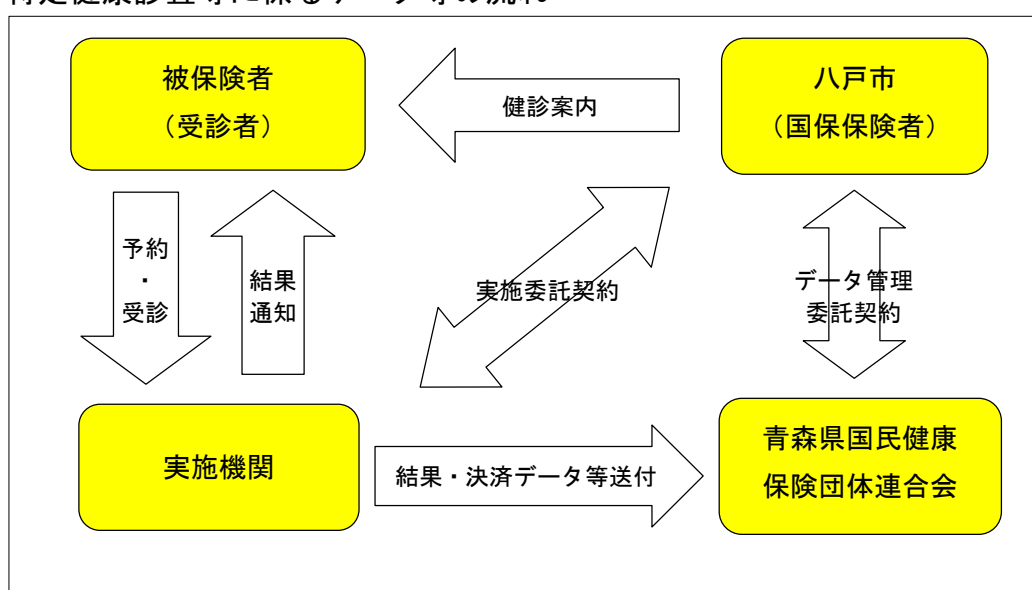 被保険者
（受診者）
健診案内
八戸市
（国保保険者）
予約
・
受診
結果
通知
実施委託契約
データ管理
委託契約
実施機関
結果・決済データ等送付
青森県国民健康
保険団体連合会